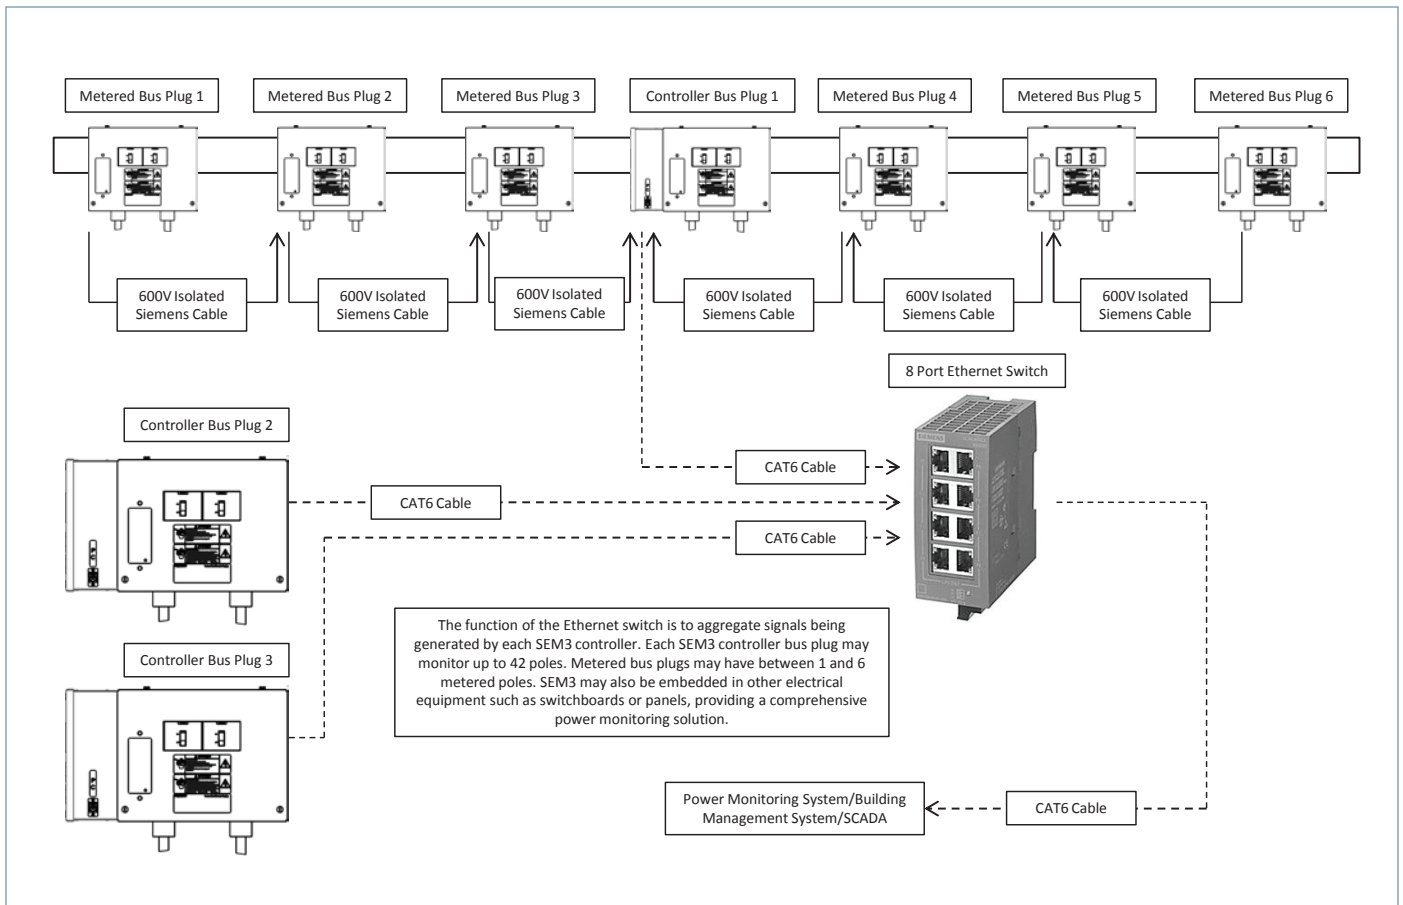 Metered Bus Plug 1
Metered Bus Plug 2
Metered Bus Plug 3
Controller Bus Plug 1
Metered Bus Plug 4
Metered Bus Plug 5
Metered Bus Plug 6
600V Isolated
Siemens Cable
600V Isolated
Siemens Cable
600V Isolated
Siemens Cable
600V Isolated
Siemens Cable
600V Isolated
Siemens Cable
600V Isolated
Siemens Cable
8 Port Ethernet Switch
SIEMENS
Controller Bus Plug 2
CAT6 Cable
CAT6 Cable
CAT6 Cable
The function of the Ethernet switch is to aggregate signals being
generated by each SEM3 controller. Each SEM3 controller bus plug may
monitor up to 42 poles. Metered bus plugs may have between 1 and 6
metered poles. SEM3 may also be embedded in other electrical
equipment such as switchboards or panels, providing a comprehensive
power monitoring solution.
Controller Bus Plug 3
Power Monitoring System/Building
Management System/SCADA
CAT6 Cable